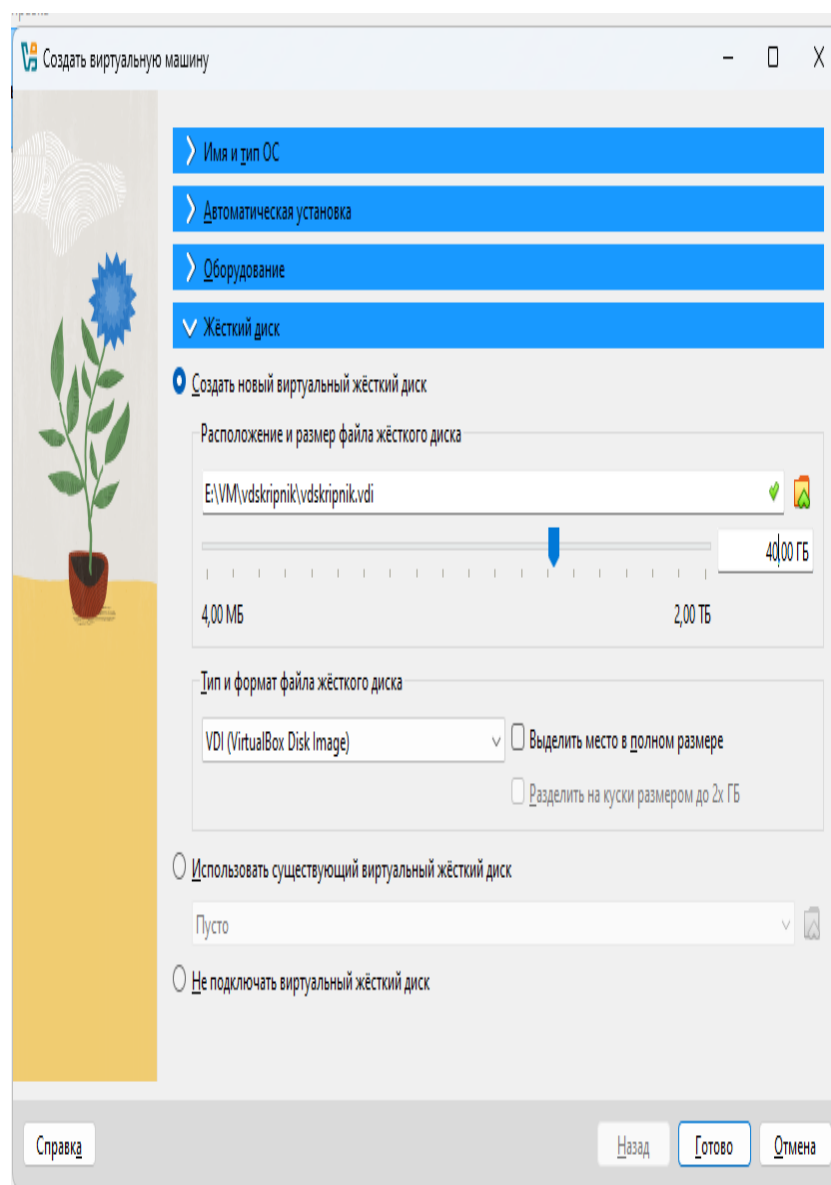 Создать виртуальную машину
Имя и тип ОС
Автоматическая установка
Оборудование
Жёсткий диск
Создать новый виртуальный жёсткий диск
Расположение и размер файла жёсткого диска
E:\VM\vdskripnik\vdskripnik.vdi
40,00 ГБ
4,00 МБ 2,00 ТБ
Тип и формат файла жёсткого диска
VDI (VirtualBox Disk Image) Выделить место в полном размере
Разделить на куски размером до 2х ГБ
Использовать существующий виртуальный жёсткий диск
Пусто
Не подключать виртуальный жёсткий диск
Справка Назад Готово Отмена